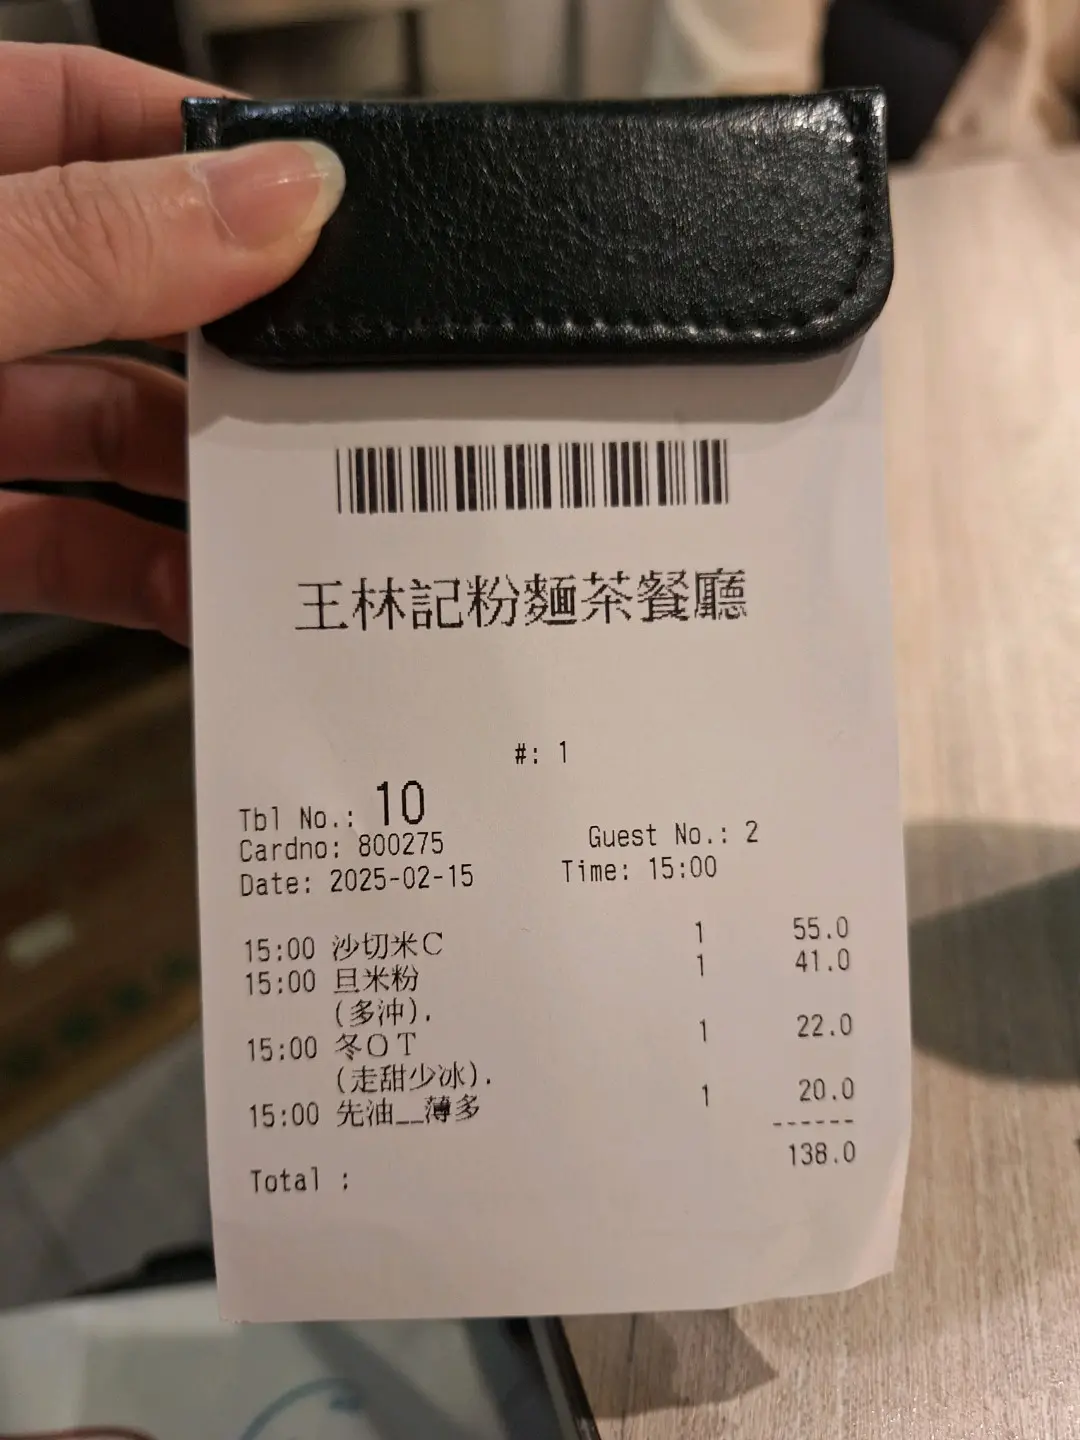 王林記粉麵茶餐廳
#: 1
Tbl No.: 10
Cardno: 800275 Guest No.: 2
Date: 2025-02-15 Time: 15:00
15:00 沙切米C 1 55.0
15:00 旦米粉 1 41.0
(多沖).
15:00 冬OT 1 22.0
(走甜少冰).
15:00 先油__薄多 1 20.0
------
138.0
Total :